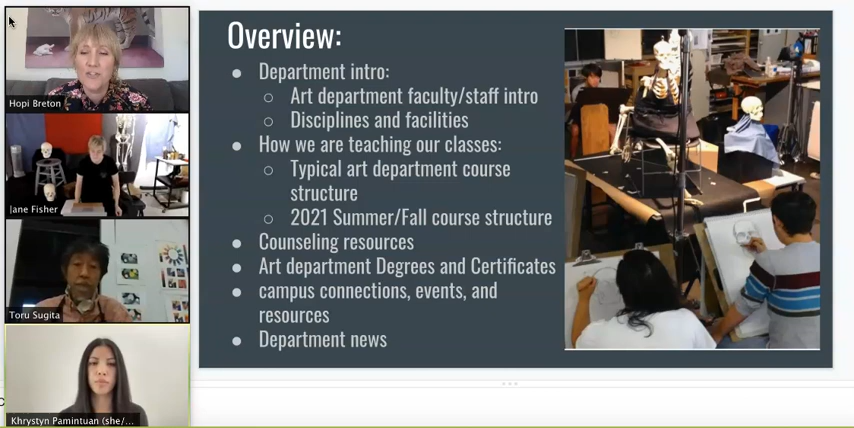 Overview:
● Department intro:
○ Art department faculty/staff intro
○ Disciplines and facilities
● How we are teaching our classes:
○ Typical art department course
structure
○ 2021 Summer/Fall course structure
● Counseling resources
● Art department Degrees and Certificates
● campus connections, events, and
resources
● Department news
Hopi Breton
Jane Fisher
Toru Sugita
Khrystyn Pamintuan (she/...